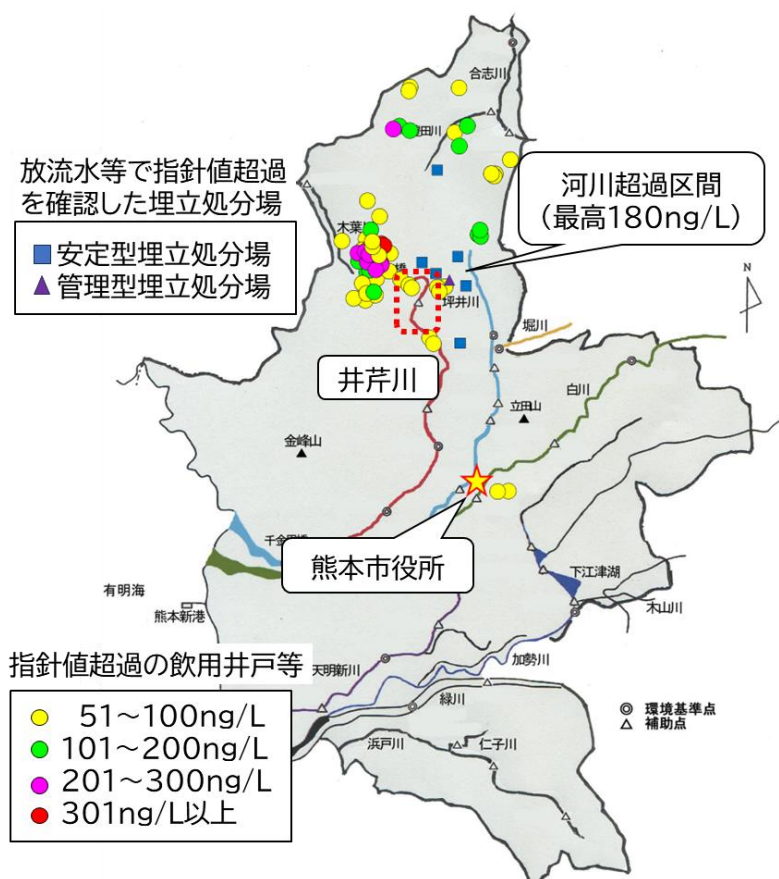 合志川
田川
放流水等で指針値超過
を確認した埋立処分場
安定型埋立処分場
管理型埋立処分場
河川超過区間
（最高180ng/L）
木葉
坪井川
N
堀川
井芹川
立田山
白川
金峰山
熊本市役所
有明海
熊本新港
下江津湖
木山川
指針値超過の飲用井戸等
51～100ng/L
101～200ng/L
201～300ng/L
301ng/L以上
天明新川
加勢川
緑川
浜戸川
仁子川
環境基準点
補助点